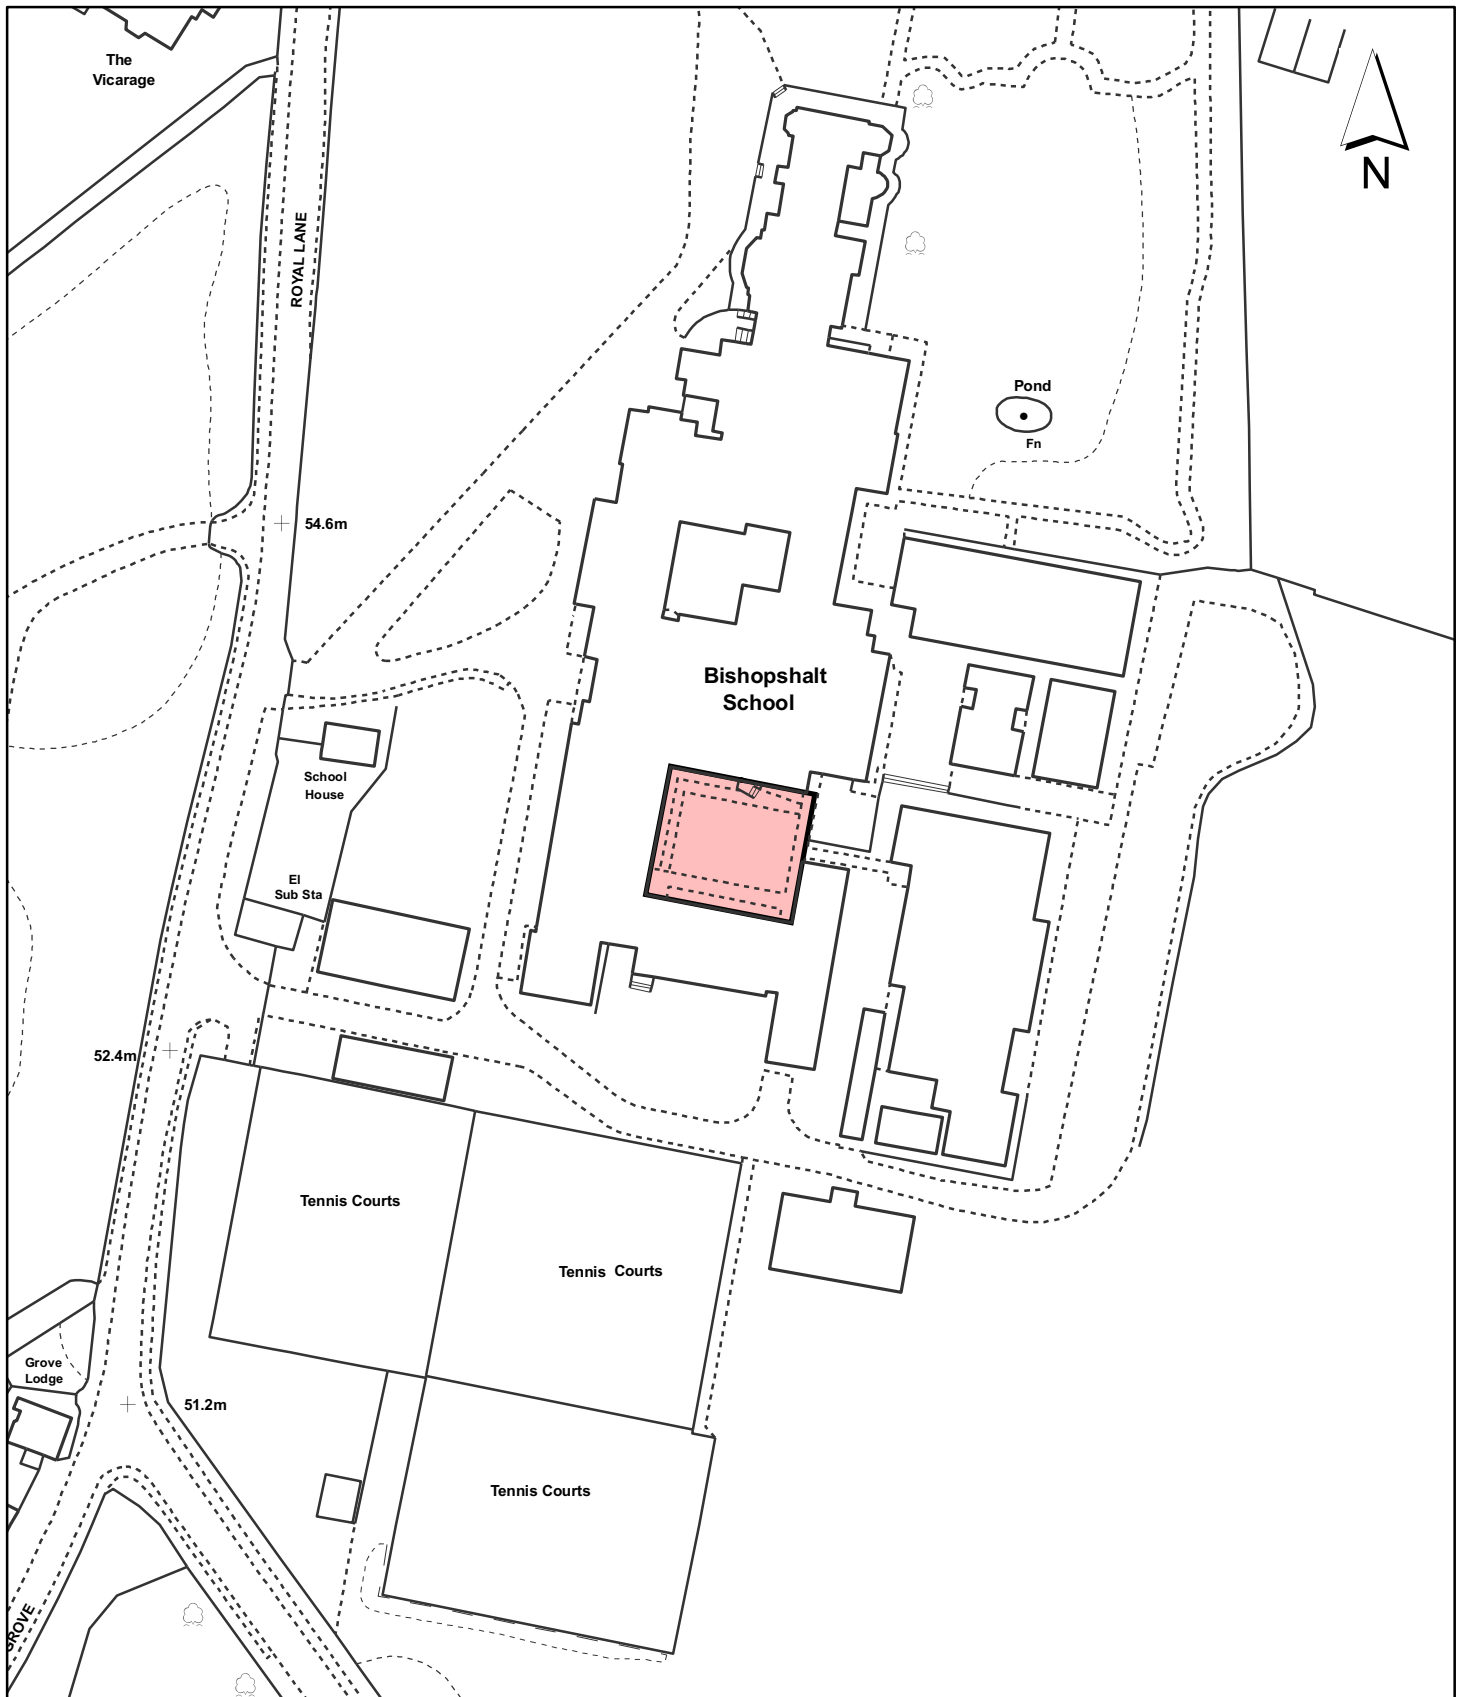 The
Vicarage
N
ROYAL LANE
Pond
Fn
54.6m
Bishopshalt
School
School
House
El
Sub Sta
52.4m
Tennis Courts
Tennis Courts
Grove
Lodge
51.2m
Tennis Courts
GROVE